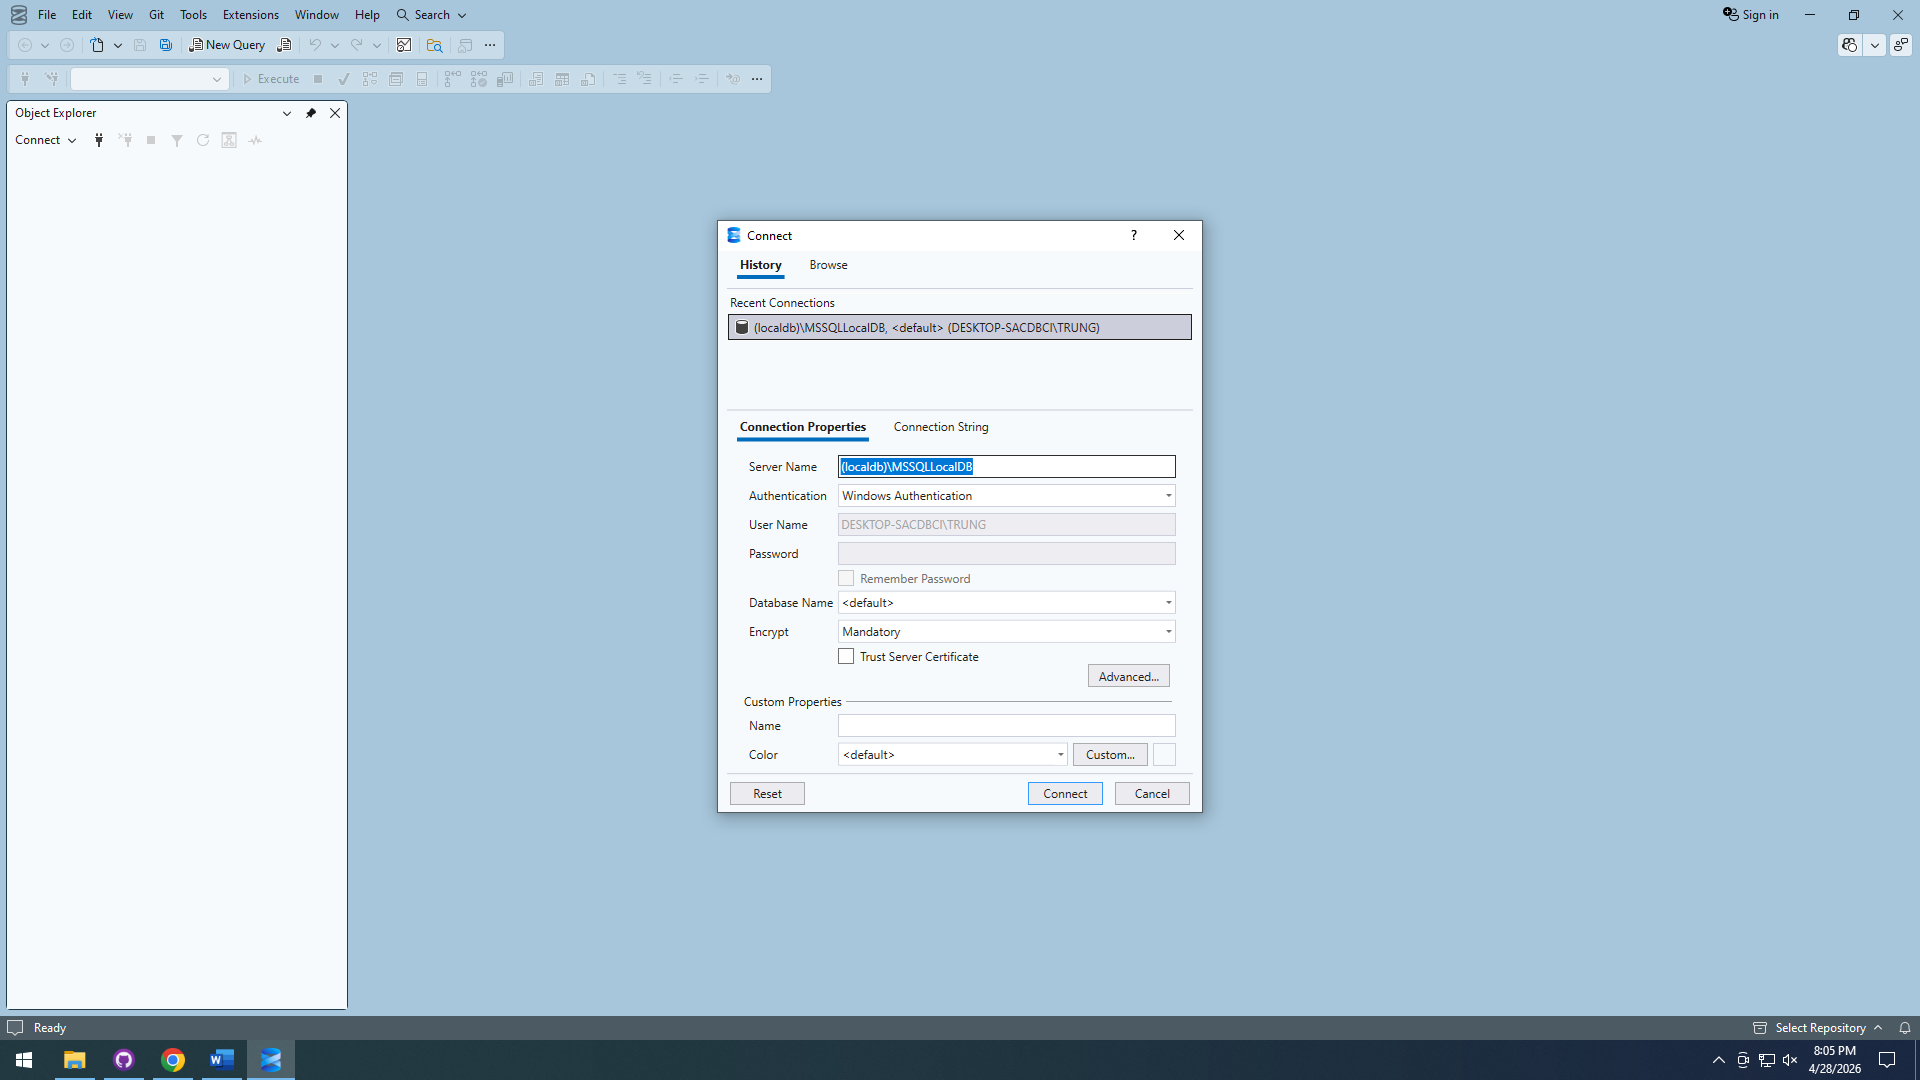 File Edit View Git Tools Extensions Window Help Search
Sign in
New Query
Execute
Object Explorer
Connect
Connect
?
History Browse
Recent Connections
(localdb)\MSSQLLocalDB, <default> (DESKTOP-SACDBCI\TRUNG)
Connection Properties Connection String
Server Name (localdb)\MSSQLLocalDB
Authentication Windows Authentication
User Name DESKTOP-SACDBCI\TRUNG
Password
Remember Password
Database Name <default>
Encrypt Mandatory
Trust Server Certificate
Advanced...
Custom Properties
Name
Color <default> Custom...
Reset Connect Cancel
Ready
Select Repository
8:05 PM
4/28/2026